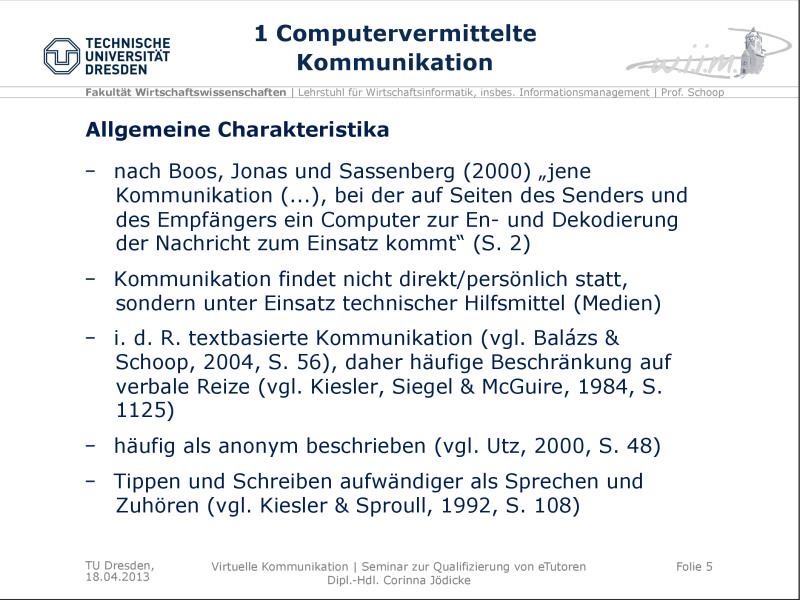 1 Computervermittelte
Kommunikation
TECHNISCHE
UNIVERSITÄT
DRESDEN
wi.i.m.
Fakultät Wirtschaftswissenschaften | Lehrstuhl für Wirtschaftsinformatik, insbes. Informationsmanagement | Prof. Schoop
Allgemeine Charakteristika
– nach Boos, Jonas und Sassenberg (2000) „jene
Kommunikation (...), bei der auf Seiten des Senders und
des Empfängers ein Computer zur En- und Dekodierung
der Nachricht zum Einsatz kommt“ (S. 2)
– Kommunikation findet nicht direkt/persönlich statt,
sondern unter Einsatz technischer Hilfsmittel (Medien)
– i. d. R. textbasierte Kommunikation (vgl. Balázs &
Schoop, 2004, S. 56), daher häufige Beschränkung auf
verbale Reize (vgl. Kiesler, Siegel & McGuire, 1984, S.
1125)
– häufig als anonym beschrieben (vgl. Utz, 2000, S. 48)
– Tippen und Schreiben aufwändiger als Sprechen und
Zuhören (vgl. Kiesler & Sproull, 1992, S. 108)
TU Dresden,
18.04.2013
Virtuelle Kommunikation | Seminar zur Qualifizierung von eTutoren
Dipl.-Hdl. Corinna Jödicke
Folie 5